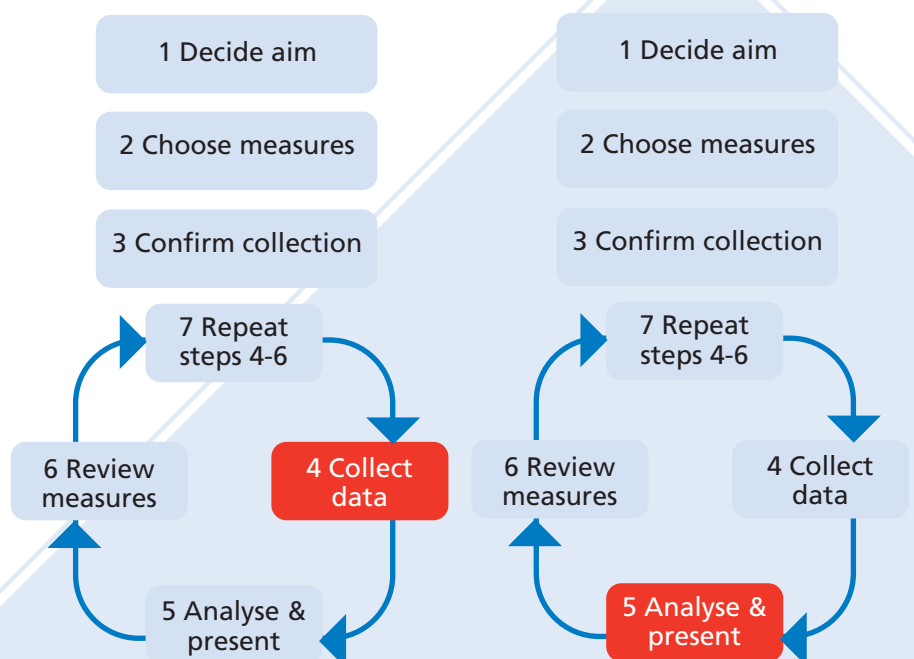 1 Decide aim
2 Choose measures
3 Confirm collection
7 Repeat
steps 4-6
6 Review
measures
4 Collect
data
5 Analyse &
present
1 Decide aim
2 Choose measures
3 Confirm collection
7 Repeat
steps 4-6
6 Review
measures
4 Collect
data
5 Analyse &
present